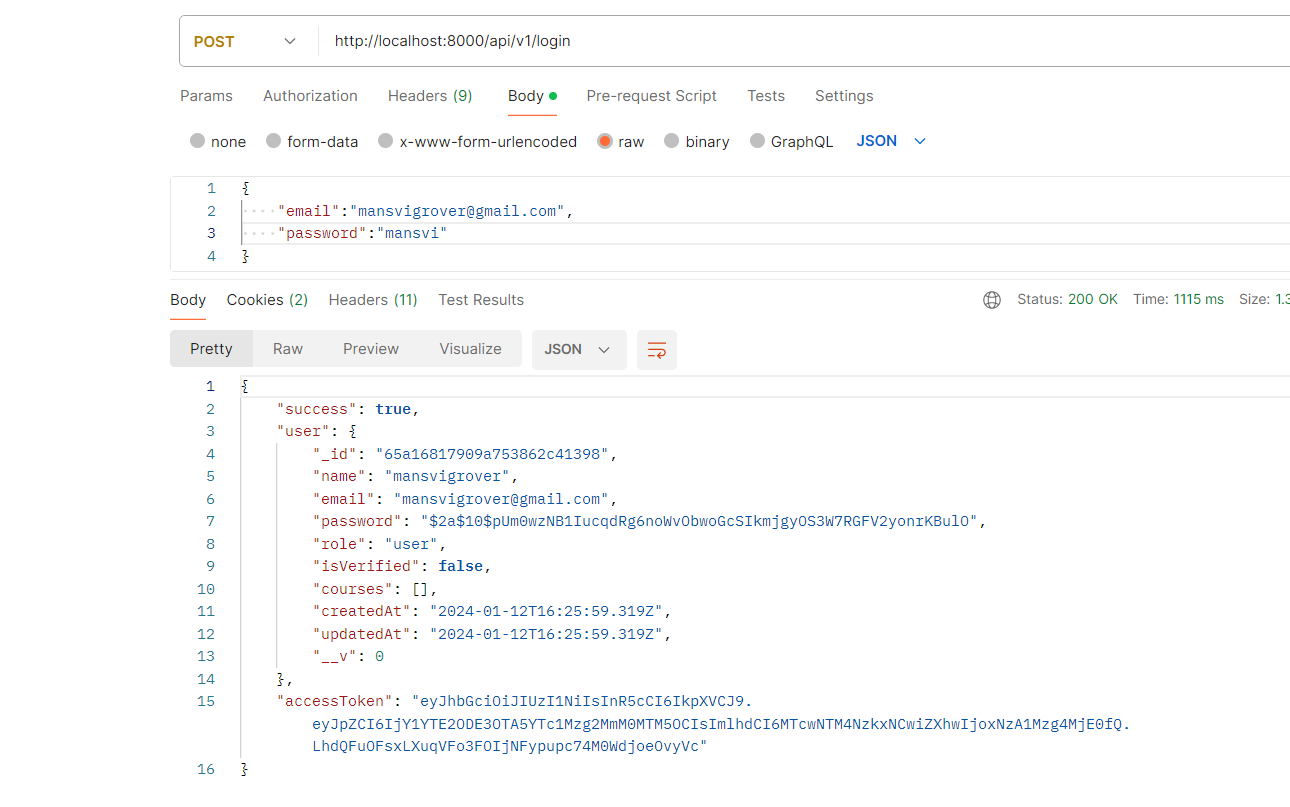 POST http://localhost:8000/api/v1/login
Params Authorization Headers (9) Body Pre-request Script Tests Settings
none form-data x-www-form-urlencoded raw binary GraphQL JSON
1 {
2 "email":"mansvigrover@gmail.com",
3 "password":"mansvi"
4 }
Body Cookies (2) Headers (11) Test Results Status: 200 OK Time: 1115 ms Size: 1.3
Pretty Raw Preview Visualize JSON
1 {
2 "success": true,
3 "user": {
4 "_id": "65a16817909a753862c41398",
5 "name": "mansvigrover",
6 "email": "mansvigrover@gmail.com",
7 "password": "$2a$10$pUm0wzNB1IucqdRg6noWvObwoGcSIkmjgyOS3W7RGFV2yonrKBulO",
8 "role": "user",
9 "isVerified": false,
10 "courses": [],
11 "createdAt": "2024-01-12T16:25:59.319Z",
12 "updatedAt": "2024-01-12T16:25:59.319Z",
13 "__v": 0
14 },
15 "accessToken": "eyJhbGciOiJIUzI1NiIsInR5cCI6IkpXVCJ9.
eyJpZCI6IjY1YTE2ODE3OTA5YTc1Mzg2MmM0MTM5OCIsImlhdCI6MTcwNTM4NzkxNCwiZXhwIjoxNzA1Mzg4MjE0fQ.
LhdQFuOFsxLXuqVFo3FOIjNFypupc74M0WdjoeOvyVc"
16 }